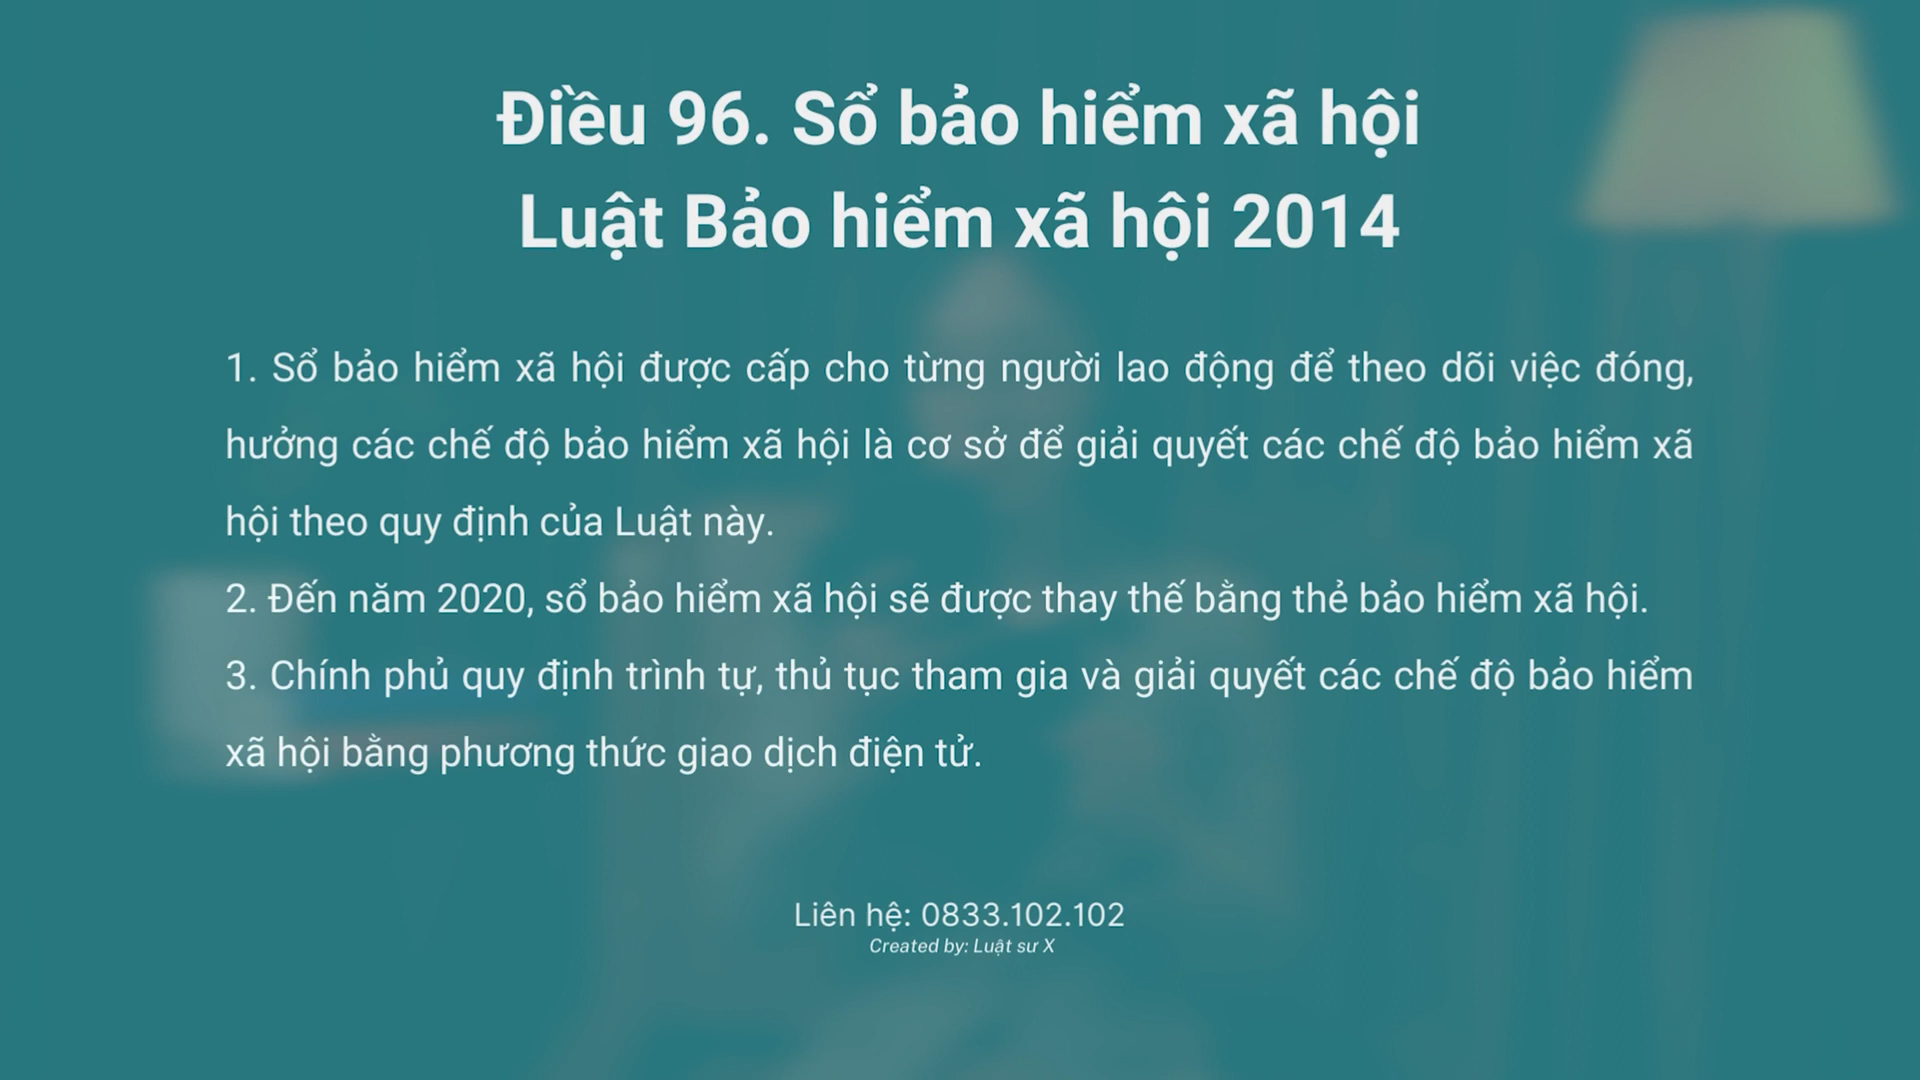 Điều 96. Sổ bảo hiểm xã hội
Luật Bảo hiểm xã hội 2014
1. Sổ bảo hiểm xã hội được cấp cho từng người lao động để theo dõi việc đóng,
hưởng các chế độ bảo hiểm xã hội là cơ sở để giải quyết các chế độ bảo hiểm xã
hội theo quy định của Luật này.
2. Đến năm 2020, sổ bảo hiểm xã hội sẽ được thay thế bằng thẻ bảo hiểm xã hội.
3. Chính phủ quy định trình tự, thủ tục tham gia và giải quyết các chế độ bảo hiểm
xã hội bằng phương thức giao dịch điện tử.
Liên hệ: 0833.102.102
Created by: Luật sư X